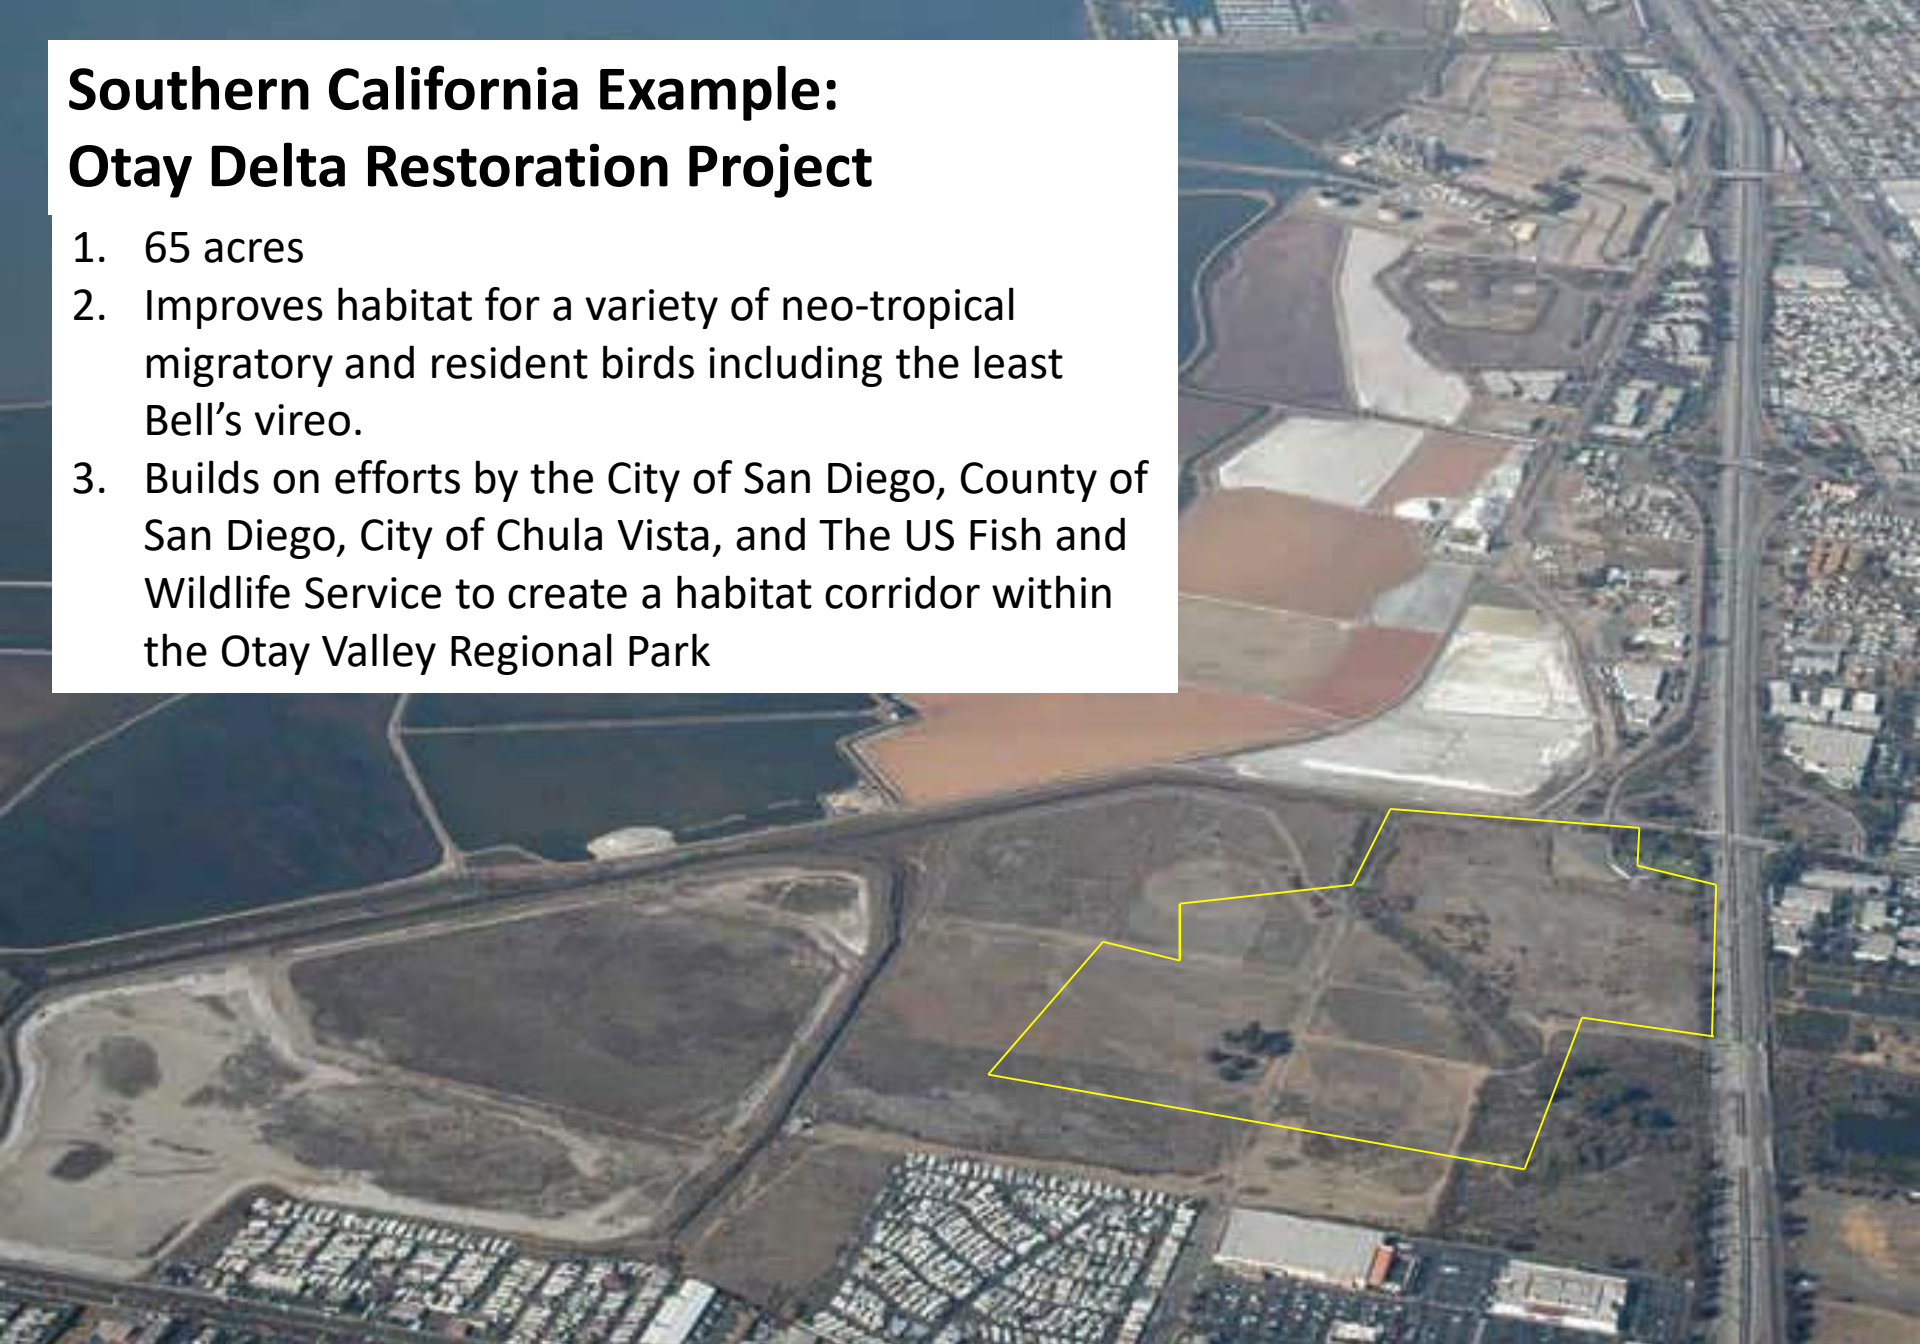 Southern California Example:
Otay Delta Restoration Project
1. 65 acres
2. Improves habitat for a variety of neo-tropical
migratory and resident birds including the least
Bell’s vireo.
3. Builds on efforts by the City of San Diego, County of
San Diego, City of Chula Vista, and The US Fish and
Wildlife Service to create a habitat corridor within
the Otay Valley Regional Park